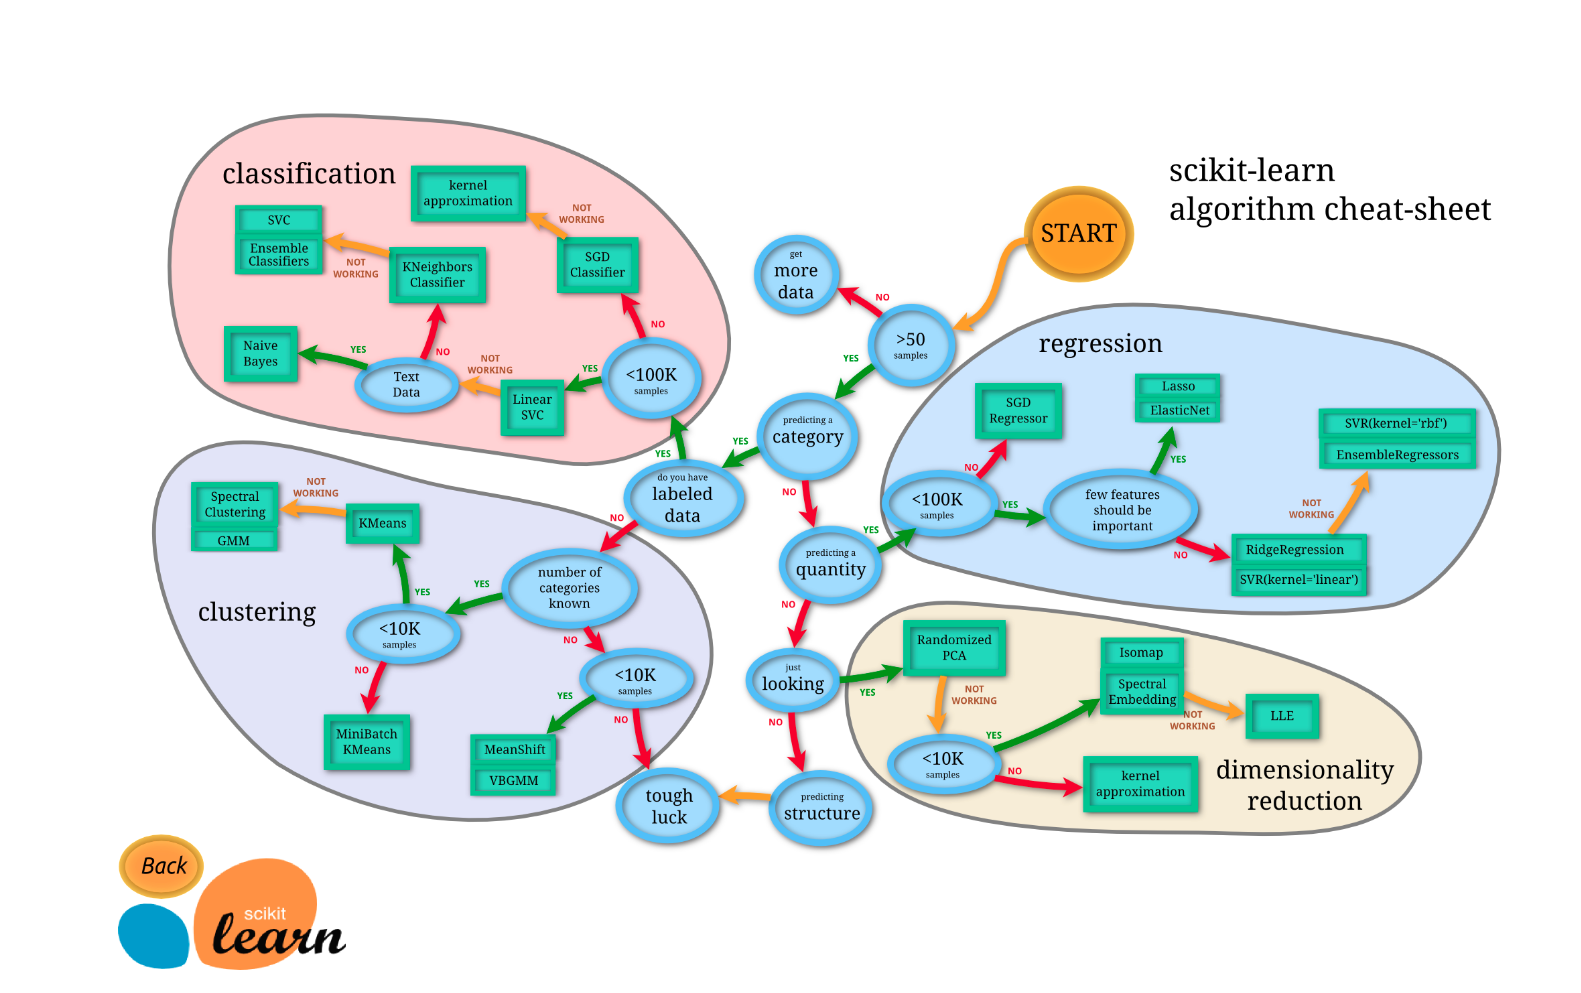 scikit-learn
algorithm cheat-sheet
START
get
more
data
NO
>50
samples
YES
predicting a
category
YES
NO
do you have
labeled
data
YES
NO
predicting a
quantity
YES
NO
just
looking
YES
NO
predicting
structure
tough
luck
classification
kernel
approximation
NOT
WORKING
SGD
Classifier
NO
<100K
samples
YES
Linear
SVC
NOT
WORKING
Text
Data
YES
Naive
Bayes
NO
KNeighbors
Classifier
NOT
WORKING
SVC
Ensemble
Classifiers
regression
<100K
samples
NO
SGD
Regressor
YES
few features
should be
important
YES
Lasso
ElasticNet
NO
RidgeRegression
SVR(kernel='linear')
NOT
WORKING
SVR(kernel='rbf')
EnsembleRegressors
clustering
number of
categories
known
YES
<10K
samples
YES
KMeans
NOT
WORKING
Spectral
Clustering
GMM
NO
MiniBatch
KMeans
NO
<10K
samples
YES
MeanShift
VBGMM
NO
dimensionality
reduction
Randomized
PCA
NOT
WORKING
<10K
samples
YES
Isomap
Spectral
Embedding
NOT
WORKING
LLE
NO
kernel
approximation
Back
scikit
learn